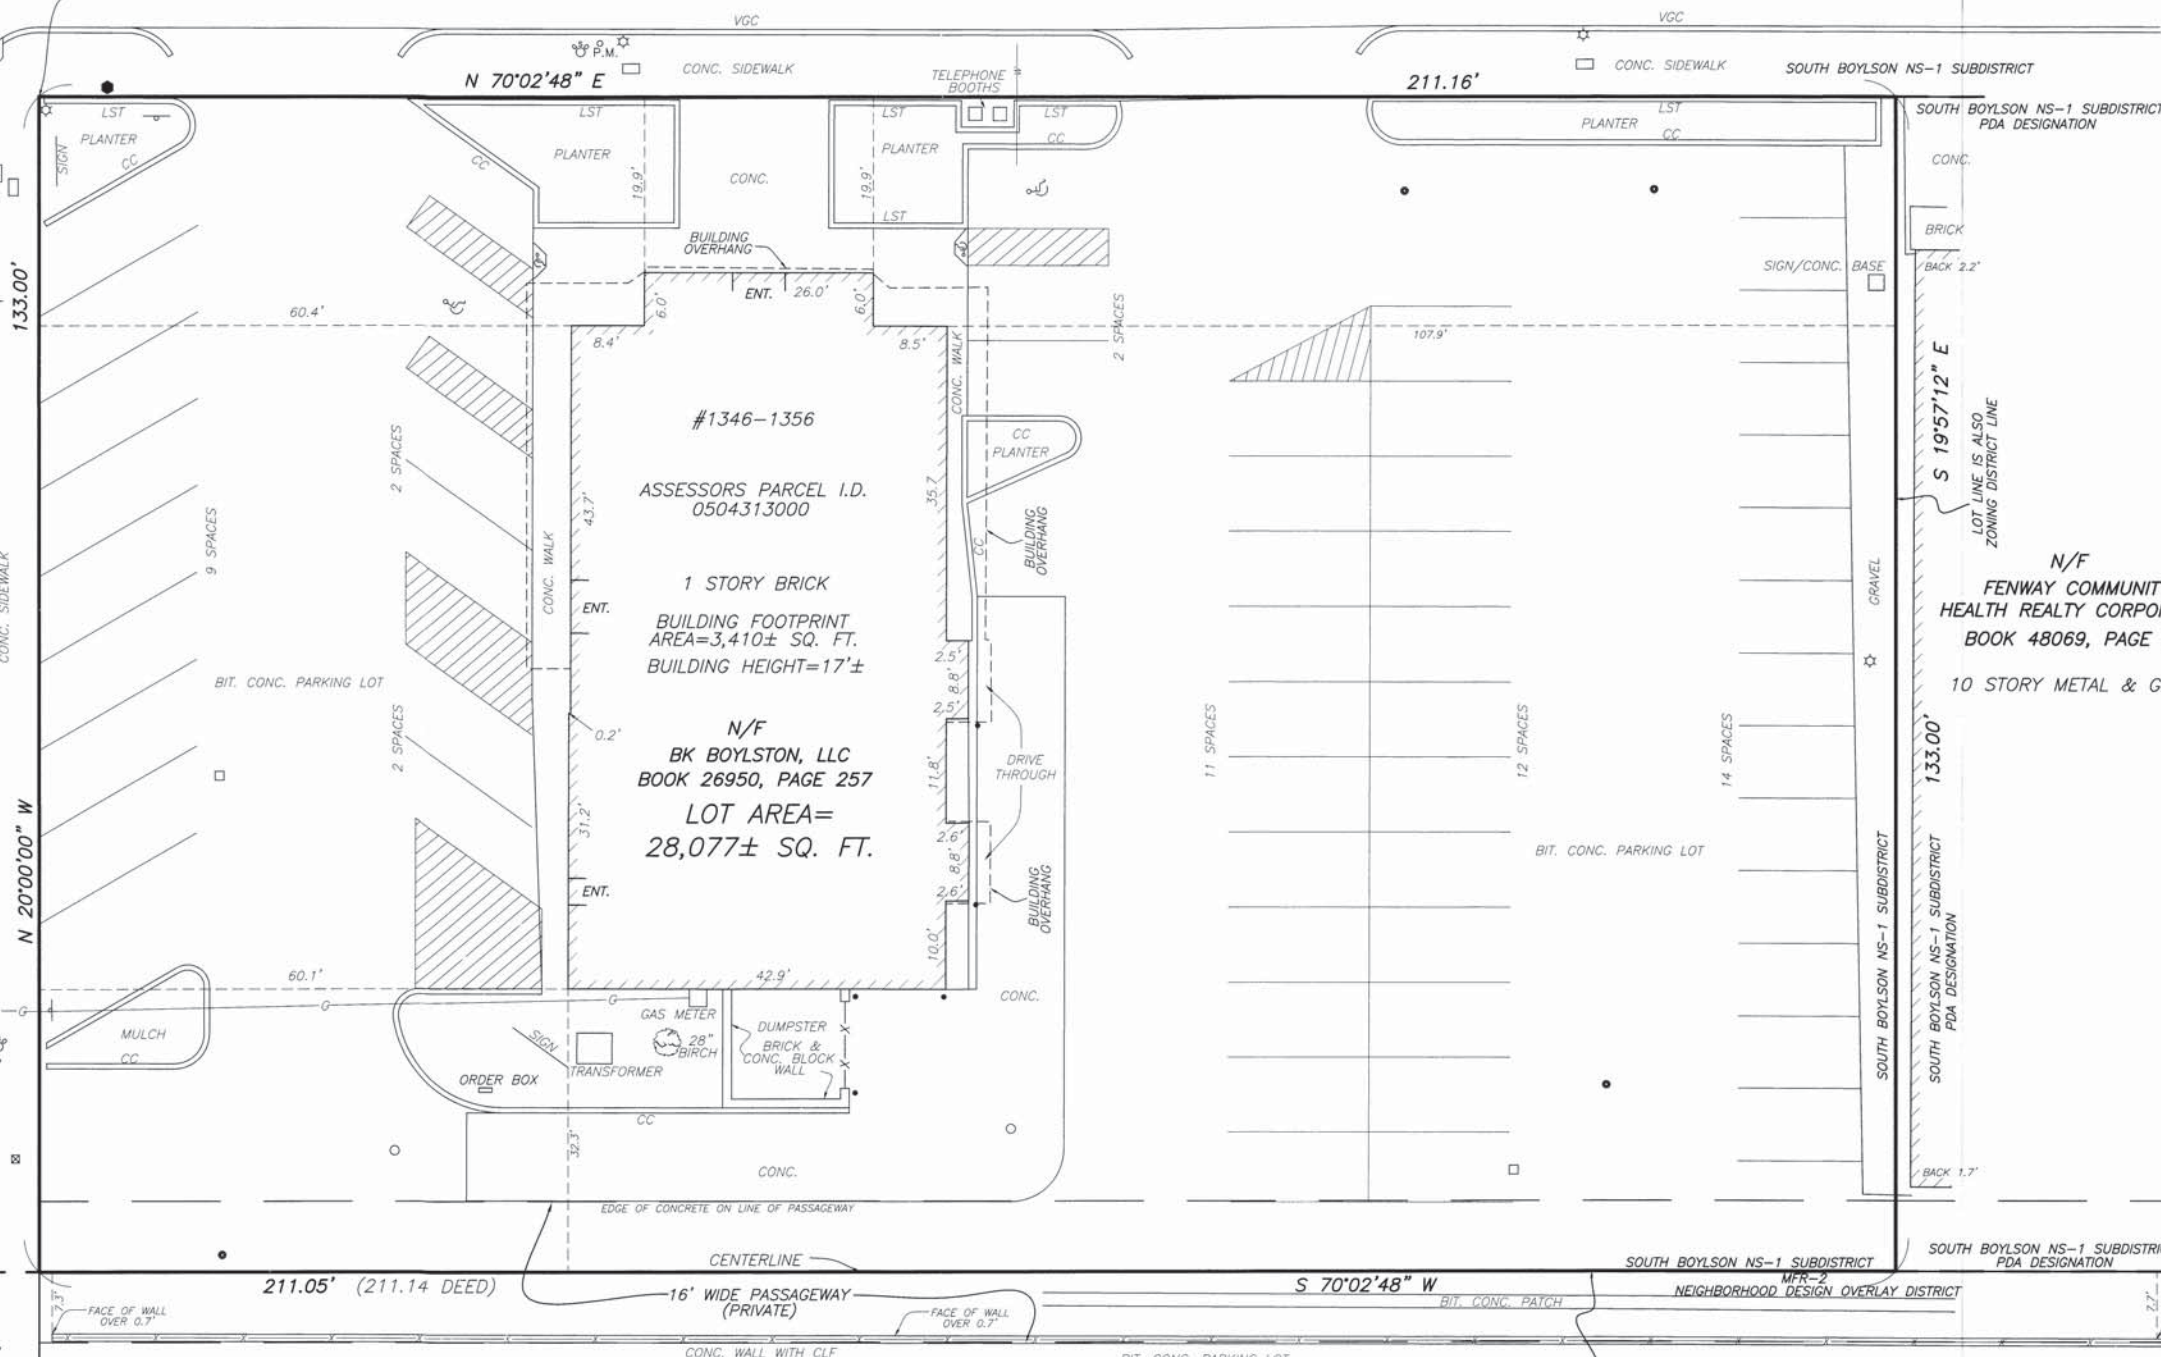 VGC
VGC
P.M.
CONC. SIDEWALK
TELEPHONE
BOOTHS
CONC. SIDEWALK
SOUTH BOYLSON NS-1 SUBDISTRICT
N 70°02'48" E
211.16'
SOUTH BOYLSON NS-1 SUBDISTRICT
PDA DESIGNATION
LST
PLANTER
CC
SIGN
LST
PLANTER
CC
19.9'
CONC.
19.9'
LST
PLANTER
LST
LST
CC
LST
PLANTER
CC
CONC.
BRICK
BACK 2.2'
BUILDING
OVERHANG
SIGN/CONC. BASE
133.00'
60.4'
6.0'
ENT.
26.0'
6.0'
8.4'
8.5'
2 SPACES
107.9'
CONC. WALK
S 19°57'12" E
LOT LINE IS ALSO
ZONING DISTRICT LINE
#1346-1356
CC
PLANTER
2 SPACES
43.7'
ASSESSORS PARCEL I.D.
0504313000
35.7
9 SPACES
CONC. WALK
CC
BUILDING
OVERHANG
CONC. SIDEWALK
ENT.
1 STORY BRICK
BUILDING FOOTPRINT
AREA=3,410± SQ. FT.
BUILDING HEIGHT=17'±
GRAVEL
N/F
FENWAY COMMUNIT
HEALTH REALTY CORPO
BOOK 48069, PAGE
10 STORY METAL & G
BIT. CONC. PARKING LOT
2.5'
8.8'
2.5'
2 SPACES
0.2'
N/F
BK BOYLSTON, LLC
BOOK 26950, PAGE 257
LOT AREA=
28,077± SQ. FT.
11.8'
DRIVE
THROUGH
11 SPACES
12 SPACES
14 SPACES
133.00'
31.2'
2.6'
8.8'
2.6'
BIT. CONC. PARKING LOT
N 20°00'00" W
ENT.
BUILDING
OVERHANG
SOUTH BOYLSON NS-1 SUBDISTRICT
SOUTH BOYLSON NS-1 SUBDISTRICT
PDA DESIGNATION
10.0'
60.1'
42.9'
CONC.
G
G
G
GAS METER
MULCH
CC
SIGN
28"
BIRCH
DUMPSTER
BRICK &
CONC. BLOCK
WALL
X
X
TRANSFORMER
ORDER BOX
CC
32.3'
CONC.
BACK 1.7'
EDGE OF CONCRETE ON LINE OF PASSAGEWAY
CENTERLINE
SOUTH BOYLSON NS-1 SUBDISTRICT
SOUTH BOYLSON NS-1 SUBDISTRI
PDA DESIGNATION
211.05' (211.14 DEED)
S 70°02'48" W
MFR-2
NEIGHBORHOOD DESIGN OVERLAY DISTRICT
16' WIDE PASSAGEWAY
(PRIVATE)
BIT. CONC. PATCH
7.3'
FACE OF WALL
OVER 0.7'
FACE OF WALL
OVER 0.7'
7.7'
CONC. WALL WITH CLF
BIT. CONC. PARKING LOT